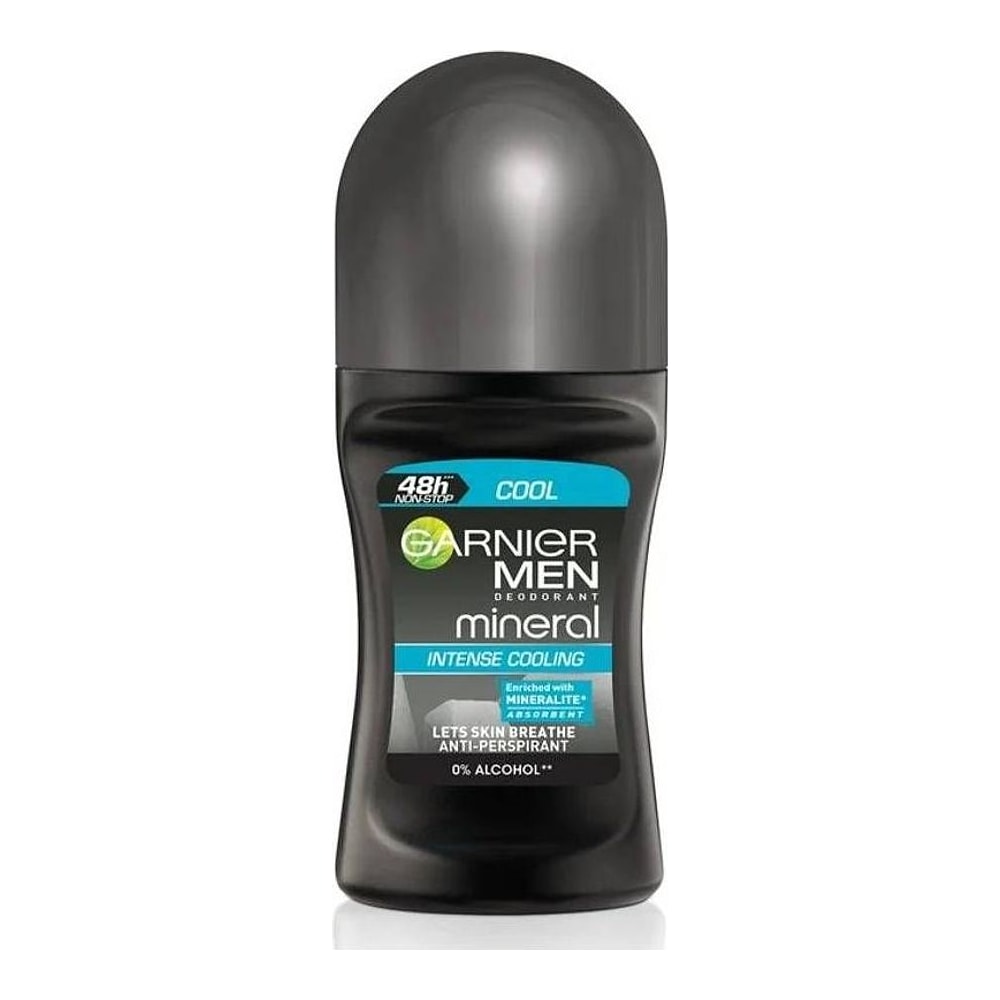 48h***
NON-STOP
COOL
GARNIER
MEN
DEODORANT
mineral
INTENSE COOLING
Enriched with
MINERALITE*
ABSORBENT
LETS SKIN BREATHE
ANTI-PERSPIRANT
0% ALCOHOL**